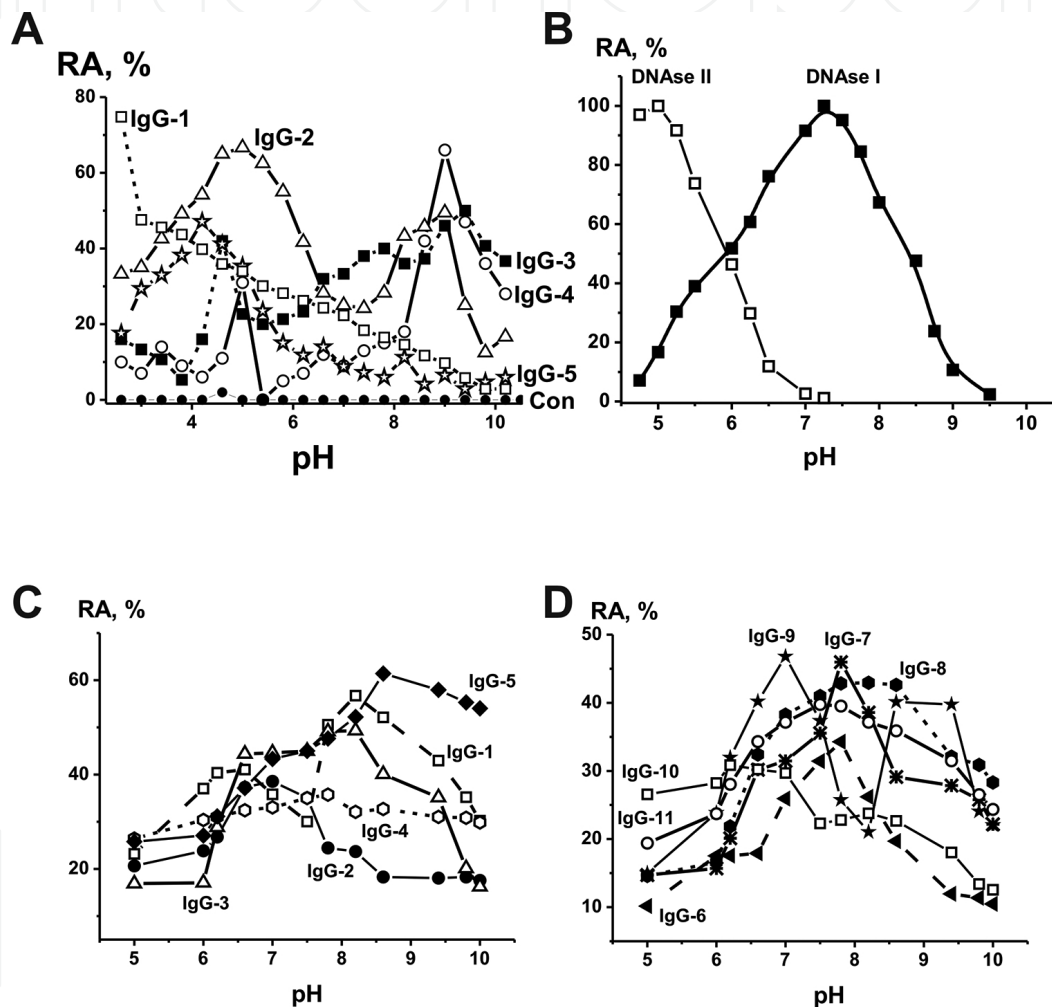 A
RA, %
80
60
40
20
0
IgG-1
IgG-2
IgG-3
IgG-4
IgG-5
Con
4
6
8
10
pH
B
RA, %
DNAse II
DNAse I
100
80
60
40
20
0
5
6
7
8
9
10
pH
C
RA, %
60
40
20
IgG-5
IgG-1
IgG-4
IgG-2
IgG-3
5
6
7
8
9
10
pH
D
RA, %
50
40
30
20
10
IgG-9
IgG-7
IgG-8
IgG-10
IgG-11
IgG-6
5
6
7
8
9
10
pH